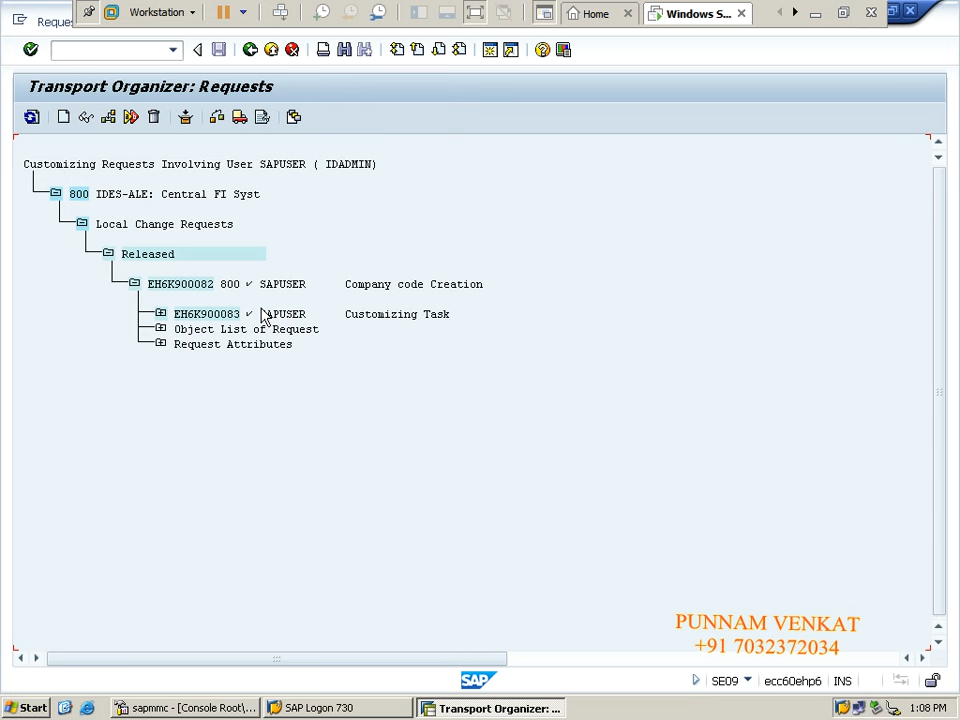 Reques
Workstation
Home
Windows S...
Transport Organizer: Requests
Customizing Requests Involving User SAPUSER ( IDADMIN)
800 IDES-ALE: Central FI Syst
Local Change Requests
Released
EH6K900082 800 ✓ SAPUSER Company code Creation
EH6K900083 ✓ SAPUSER Customizing Task
Object List of Request
Request Attributes
PUNNAM VENKAT
+91 7032372034
SAP
SE09
ecc60ehp6
INS
Start
sapmmc - [Console Root\...
SAP Logon 730
Transport Organizer: ...
1:08 PM